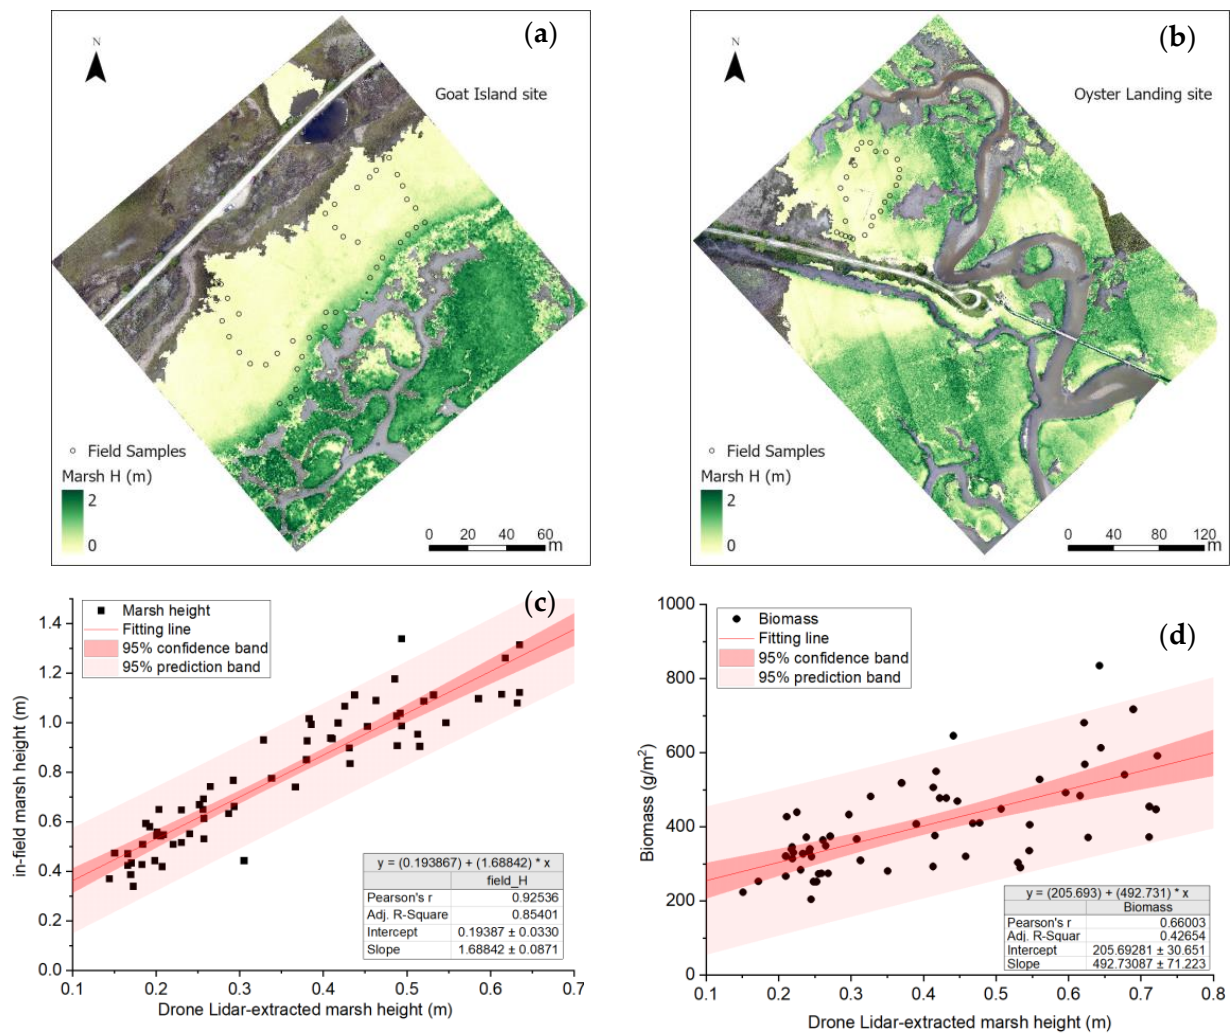 (a)
N
Goat Island site
Field Samples
Marsh H (m)
2
0
0 20 40 60
m
(b)
N
Oyster Landing site
Field Samples
Marsh H (m)
2
0
0 40 80 120
m
(c)
Marsh height
Fitting line
95% confidence band
95% prediction band
in-field marsh height (m)
1.4
1.2
1.0
0.8
0.6
0.4
0.2
0.0
y = (0.193867) + (1.68842) * x
field_H
Pearson's r 0.92536
Adj. R-Square 0.85401
Intercept 0.19387 ± 0.0330
Slope 1.68842 ± 0.0871
0.1 0.2 0.3 0.4 0.5 0.6 0.7
Drone Lidar-extracted marsh height (m)
(d)
Biomass
Fitting line
95% confidence band
95% prediction band
Biomass (g/m²)
1000
800
600
400
200
0
y = (205.693) + (492.731) * x
Biomass
Pearson's r 0.66003
Adj. R-Squar 0.42654
Intercept 205.69281 ± 30.651
Slope 492.73087 ± 71.223
0.1 0.2 0.3 0.4 0.5 0.6 0.7 0.8
Drone Lidar-extracted marsh height (m)